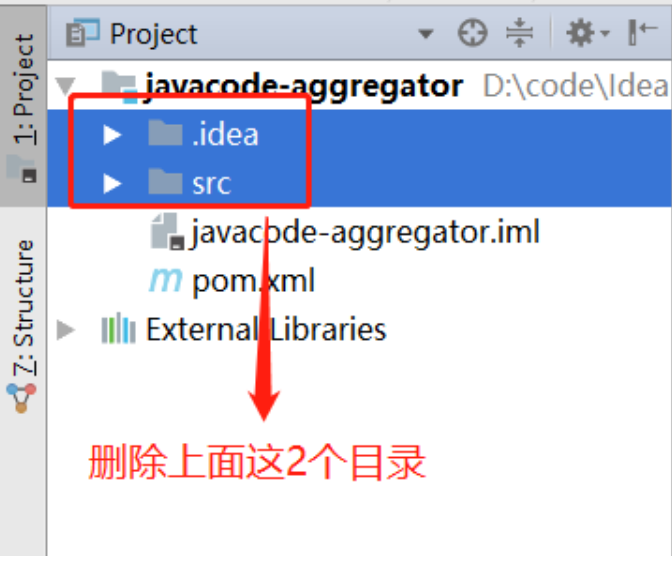 1: Project
Project
javacode-aggregator D:\code\Idea
.idea
src
javacode-aggregator.iml
m pom.xml
External Libraries
7: Structure
删除上面这2个目录